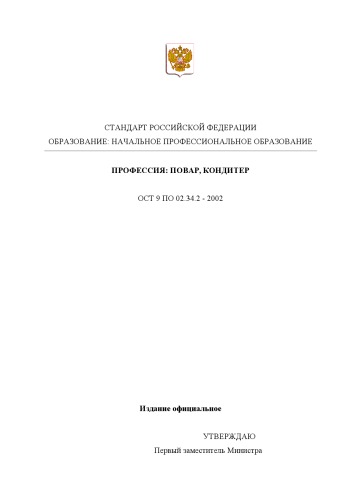 СТАНДАРТ РОССИЙСКОЙ ФЕДЕРАЦИИ
ОБРАЗОВАНИЕ: НАЧАЛЬНОЕ ПРОФЕССИОНАЛЬНОЕ ОБРАЗОВАНИЕ
ПРОФЕССИЯ: ПОВАР, КОНДИТЕР
ОСТ 9 ПО 02.34.2 - 2002
Издание официальное
УТВЕРЖДАЮ
Первый заместитель Министра